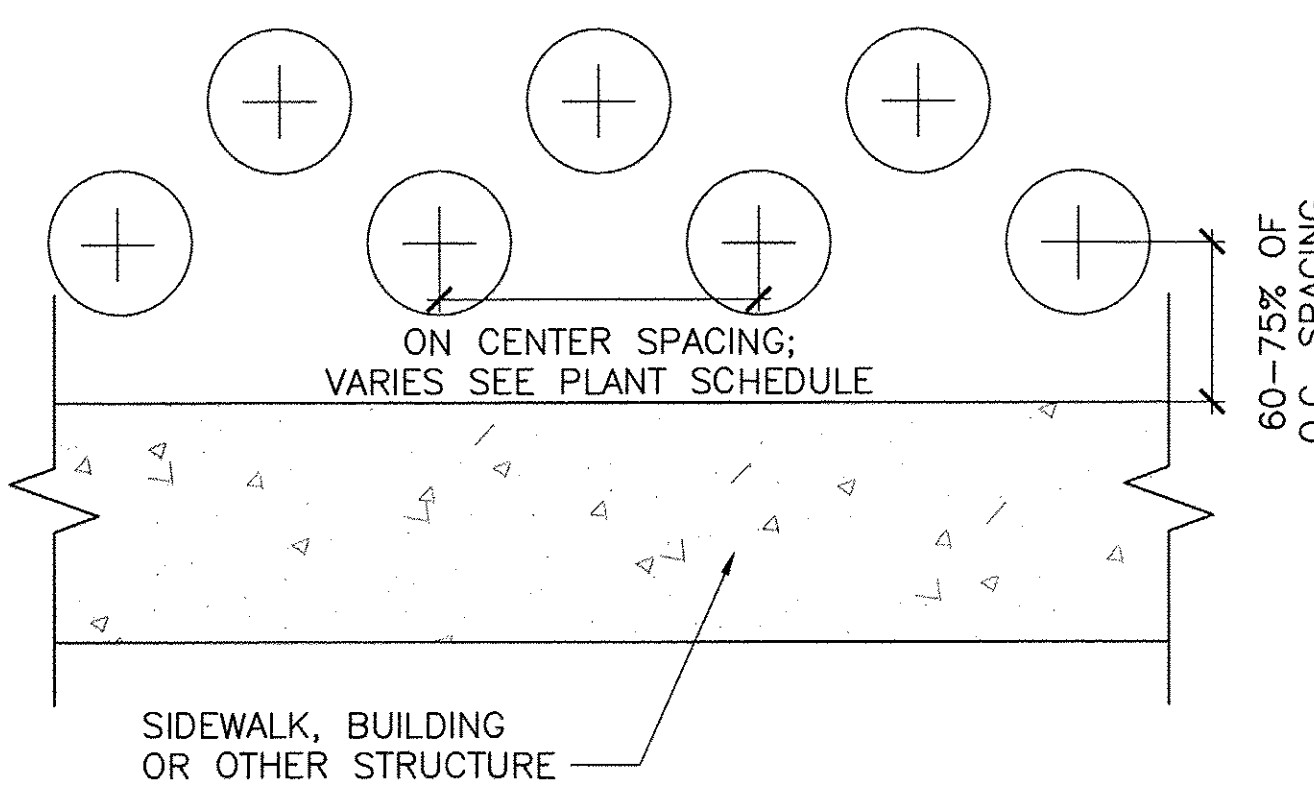 ON CENTER SPACING;
VARIES SEE PLANT SCHEDULE
60-75% OF
O.C. SPACING
SIDEWALK, BUILDING
OR OTHER STRUCTURE